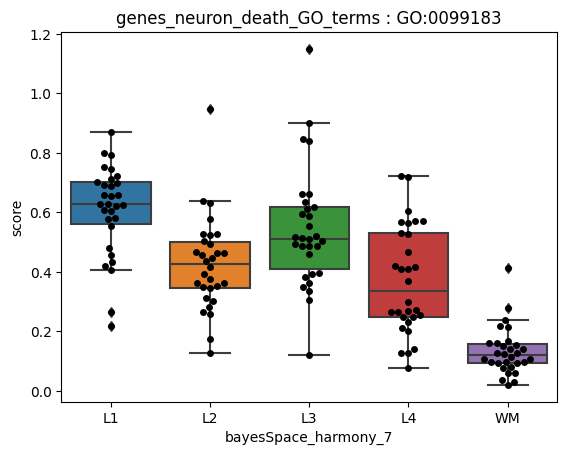 genes_neuron_death_GO_terms : GO:0099183
1.2
1.0
0.8
0.6
0.4
0.2
0.0
score
L1 L2 L3 L4 WM
bayesSpace_harmony_7